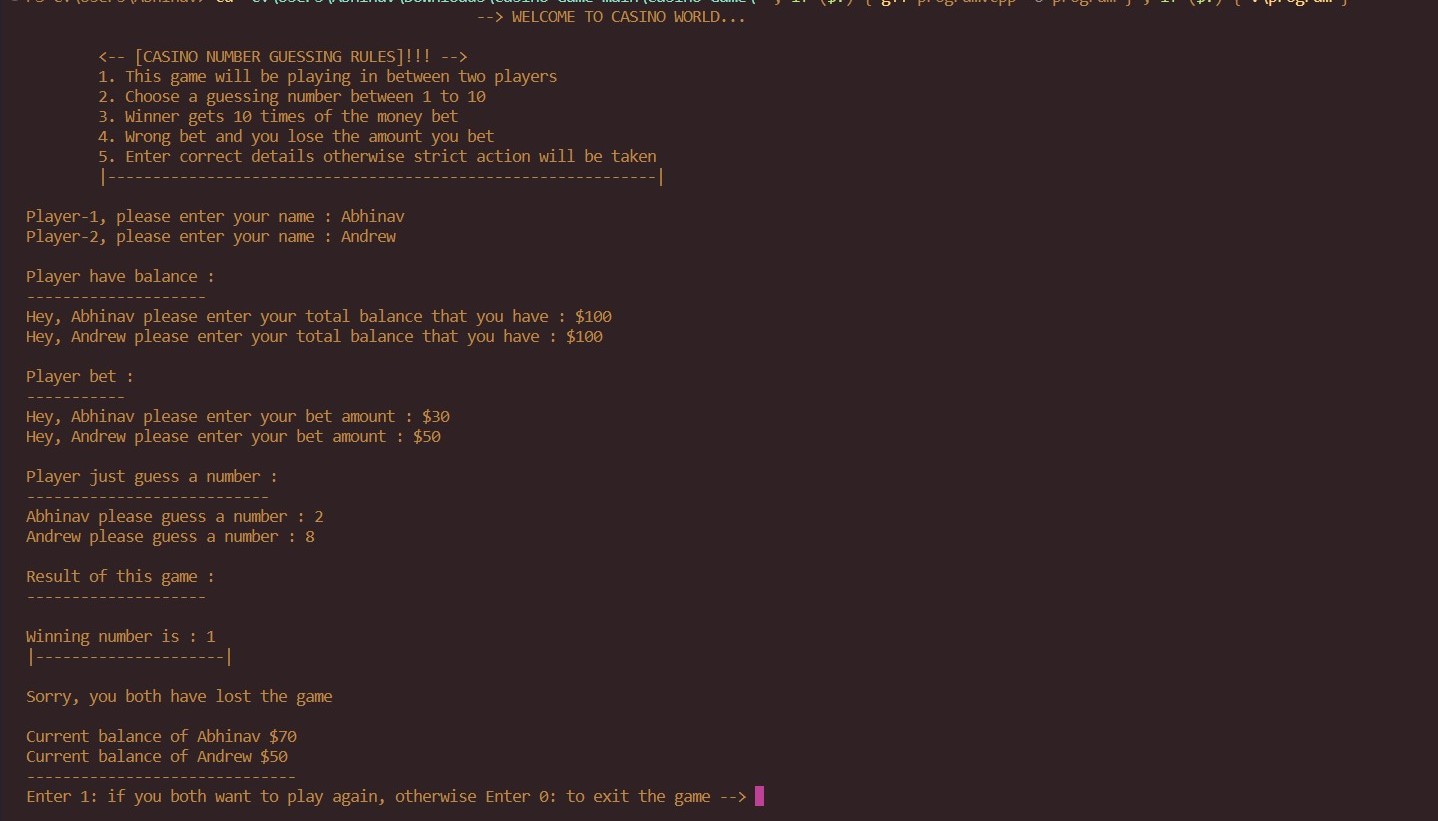 --> WELCOME TO CASINO WORLD...
<-- [CASINO NUMBER GUESSING RULES]!!! -->
1. This game will be playing in between two players
2. Choose a guessing number between 1 to 10
3. Winner gets 10 times of the money bet
4. Wrong bet and you lose the amount you bet
5. Enter correct details otherwise strict action will be taken
|-------------------------------------------------------------|
Player-1, please enter your name : Abhinav
Player-2, please enter your name : Andrew
Player have balance :
--------------------
Hey, Abhinav please enter your total balance that you have : $100
Hey, Andrew please enter your total balance that you have : $100
Player bet :
-----------
Hey, Abhinav please enter your bet amount : $30
Hey, Andrew please enter your bet amount : $50
Player just guess a number :
---------------------------
Abhinav please guess a number : 2
Andrew please guess a number : 8
Result of this game :
--------------------
Winning number is : 1
|---------------------|
Sorry, you both have lost the game
Current balance of Abhinav $70
Current balance of Andrew $50
------------------------------
Enter 1: if you both want to play again, otherwise Enter 0: to exit the game -->